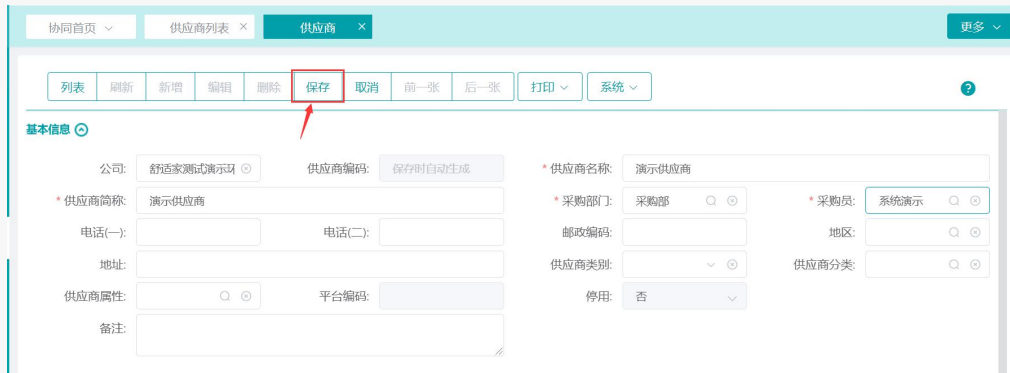 协同首页 供应商列表 × 供应商 × 更多
列表 刷新 新增 编辑 删除 保存 取消 前一张 后一张 打印 系统 ?
基本信息
公司: 舒适家测试演示环 供应商编码: 保存时自动生成 * 供应商名称: 演示供应商
* 供应商简称: 演示供应商 * 采购部门: 采购部 * 采购员: 系统演示
电话(一): 电话(二): 邮政编码: 地区:
地址: 供应商类别: 供应商分类:
供应商属性: 平台编码: 停用: 否
备注: